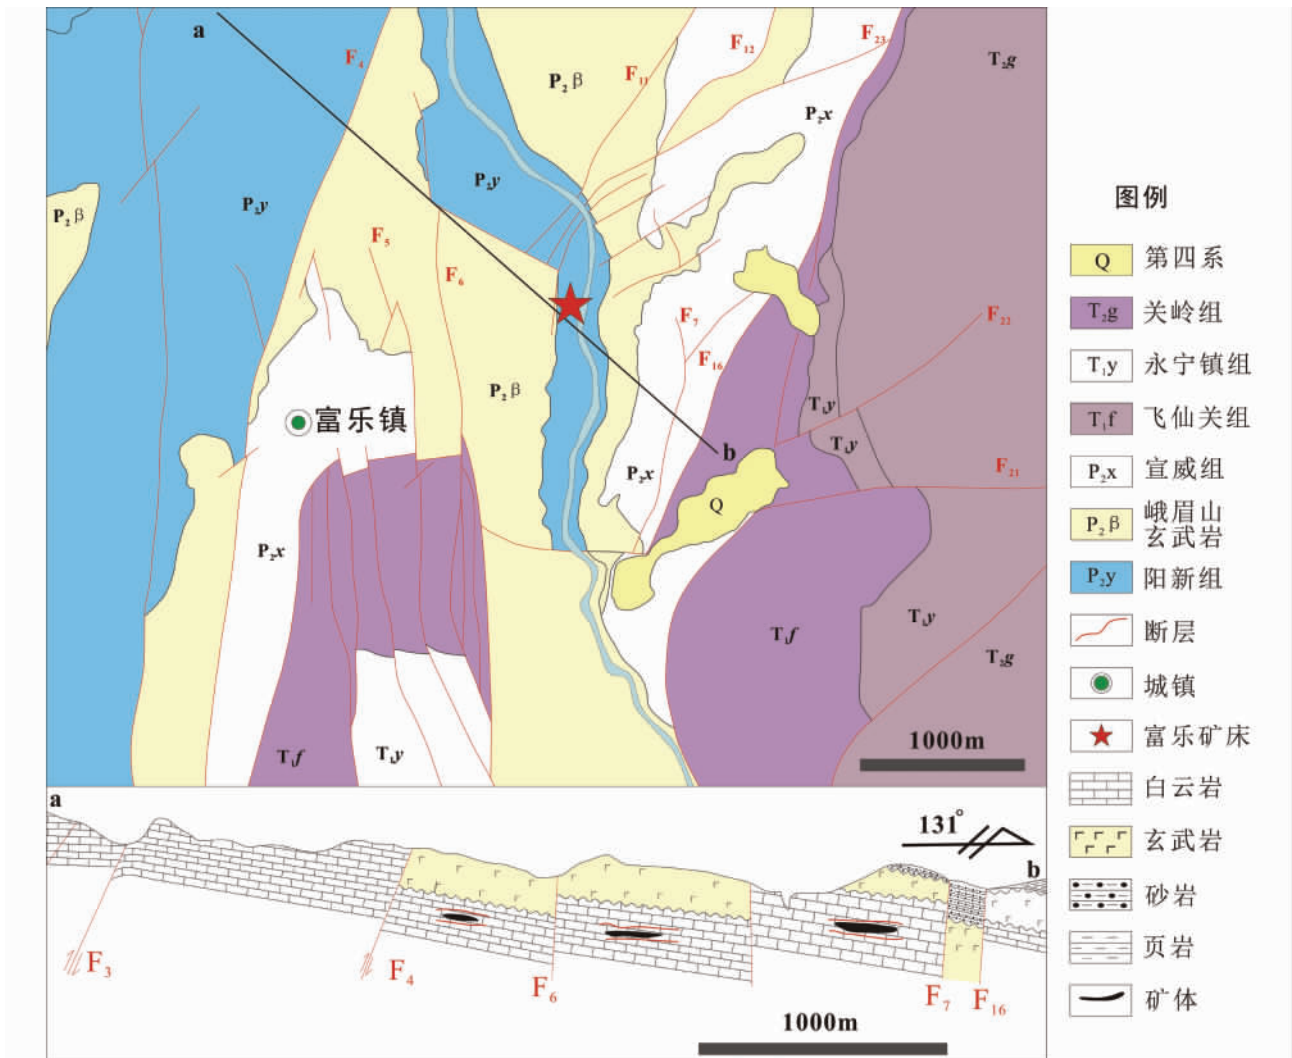 a
F₄
P₂β
F₁₁
F₁₂
F₂₃
T₂g
P₂x
P₂y
P₂y
P₂β
F₅
F₆
F₇
F₁₆
F₂₂
富乐镇
P₂β
T₁y
T₁y
b
P₂x
Q
F₂₁
P₂x
T₁f
T₁y
T₂g
T₁f
T₁y
1000m
图例
Q 第四系
T₂g 关岭组
T₁y 永宁镇组
T₁f 飞仙关组
P₂x 宣威组
P₂β 峨眉山
玄武岩
P₂y 阳新组
断层
城镇
富乐矿床
白云岩
玄武岩
砂岩
页岩
矿体
a
131°
b
F₃
F₄
F₆
F₇
F₁₆
1000m